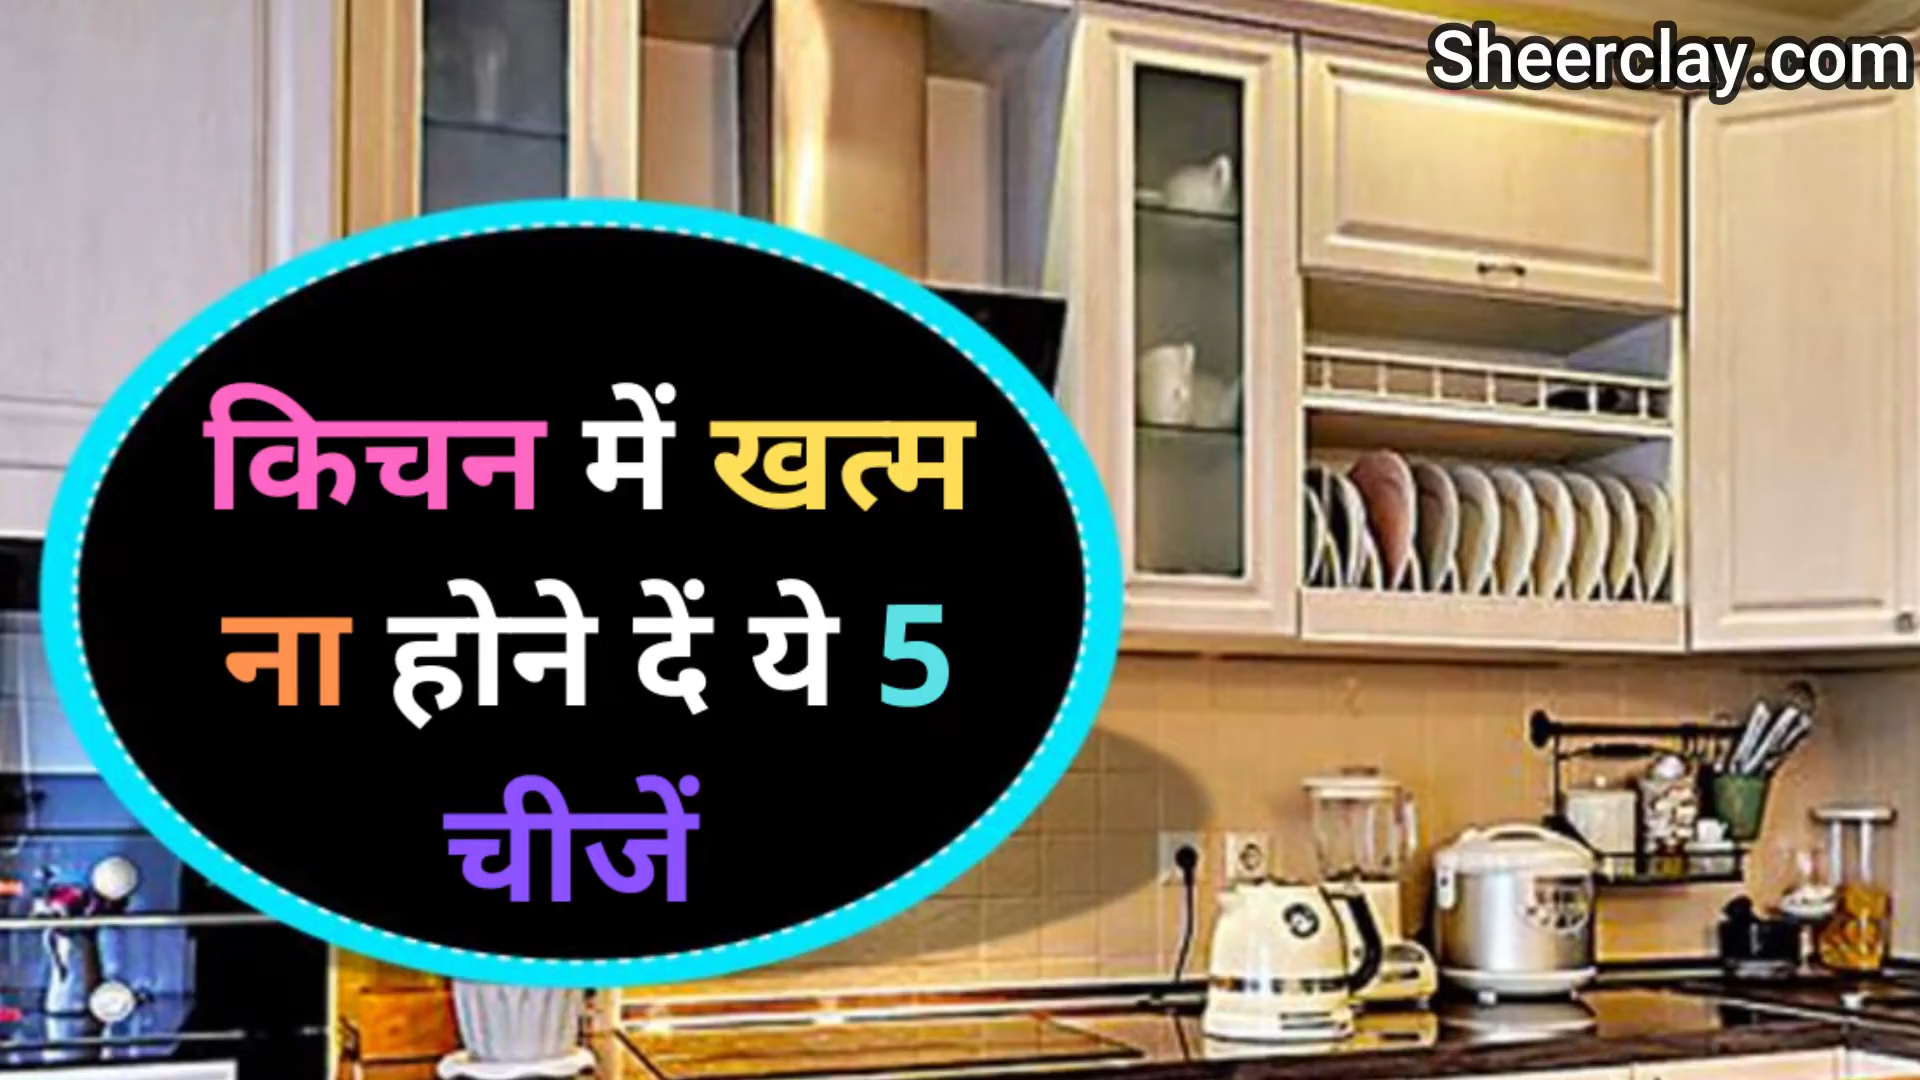 Sheerclay.com
किचन में खत्म
ना होने दें ये 5
चीजें